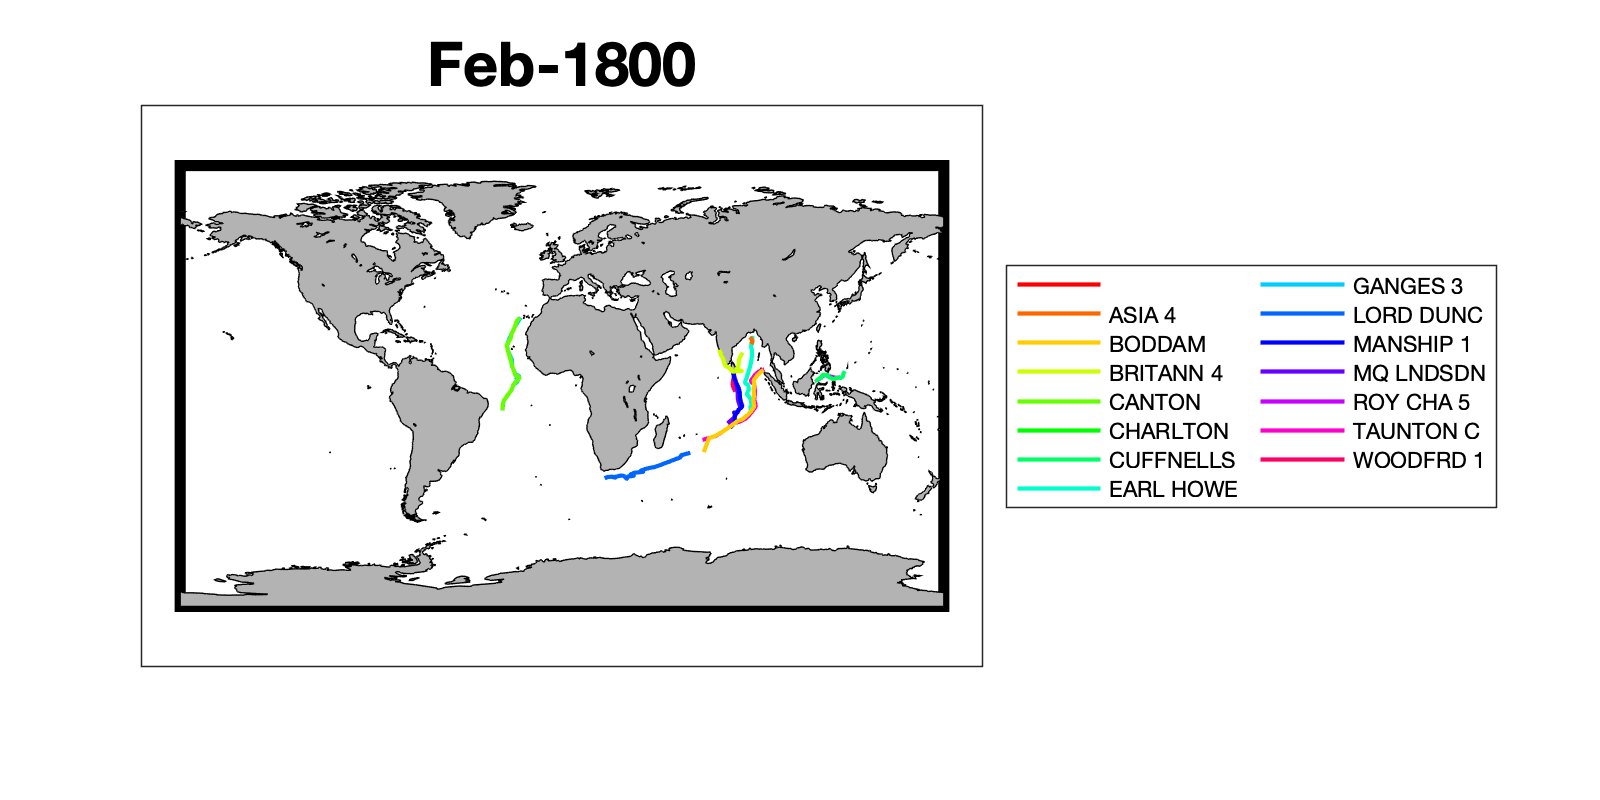 Feb-1800
ASIA 4
BODDAM
BRITANN 4
CANTON
CHARLTON
CUFFNELLS
EARL HOWE
GANGES 3
LORD DUNC
MANSHIP 1
MQ LNDSDN
ROY CHA 5
TAUNTON C
WOODFRD 1